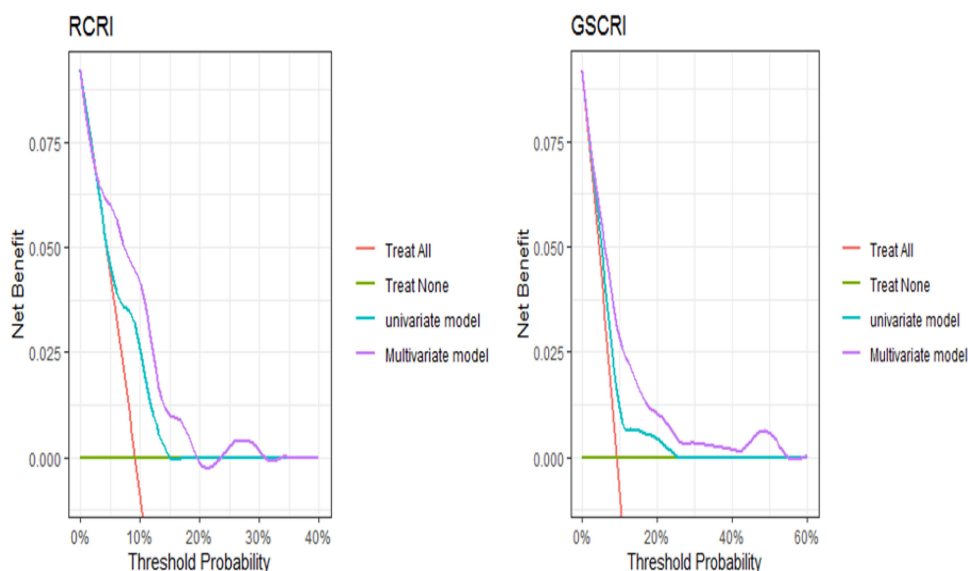 RCRI
Net Benefit
0.075
0.050
0.025
0.000
0% 10% 20% 30% 40%
Threshold Probability
Treat All
Treat None
univariate model
Multivariate model
GSCRI
Net Benefit
0.075
0.050
0.025
0.000
0% 20% 40% 60%
Threshold Probability
Treat All
Treat None
univariate model
Multivariate model